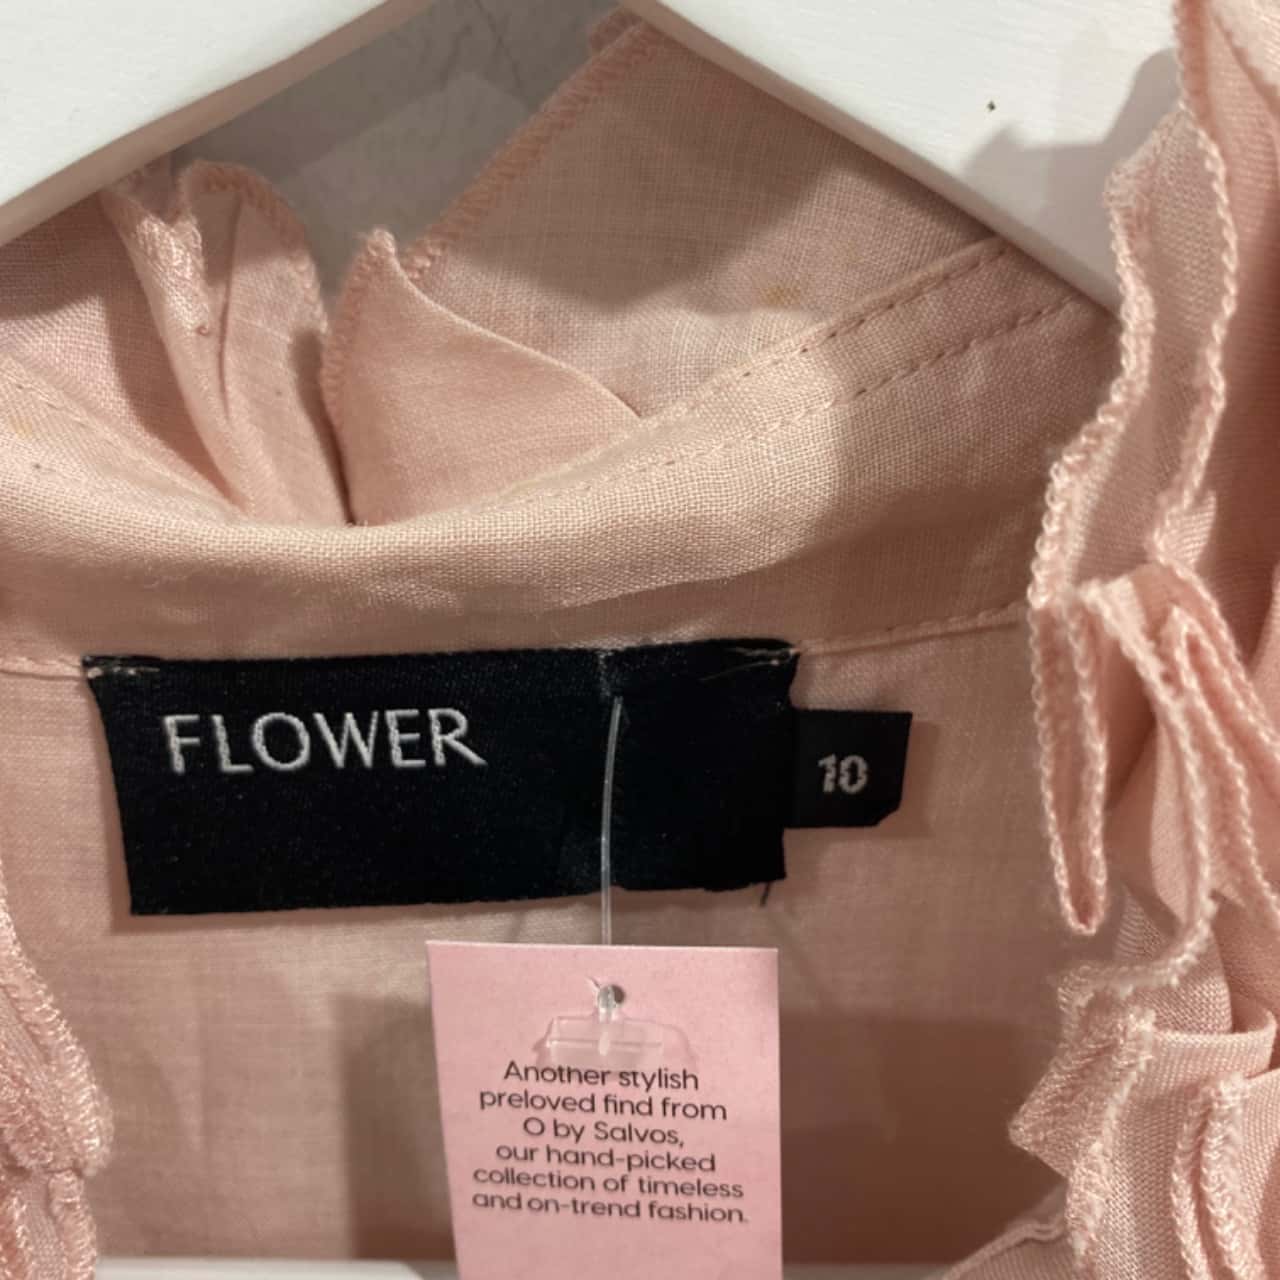 FLOWER
10
Another stylish
preloved find from
O by Salvos,
our hand-picked
collection of timeless
and on-trend fashion.